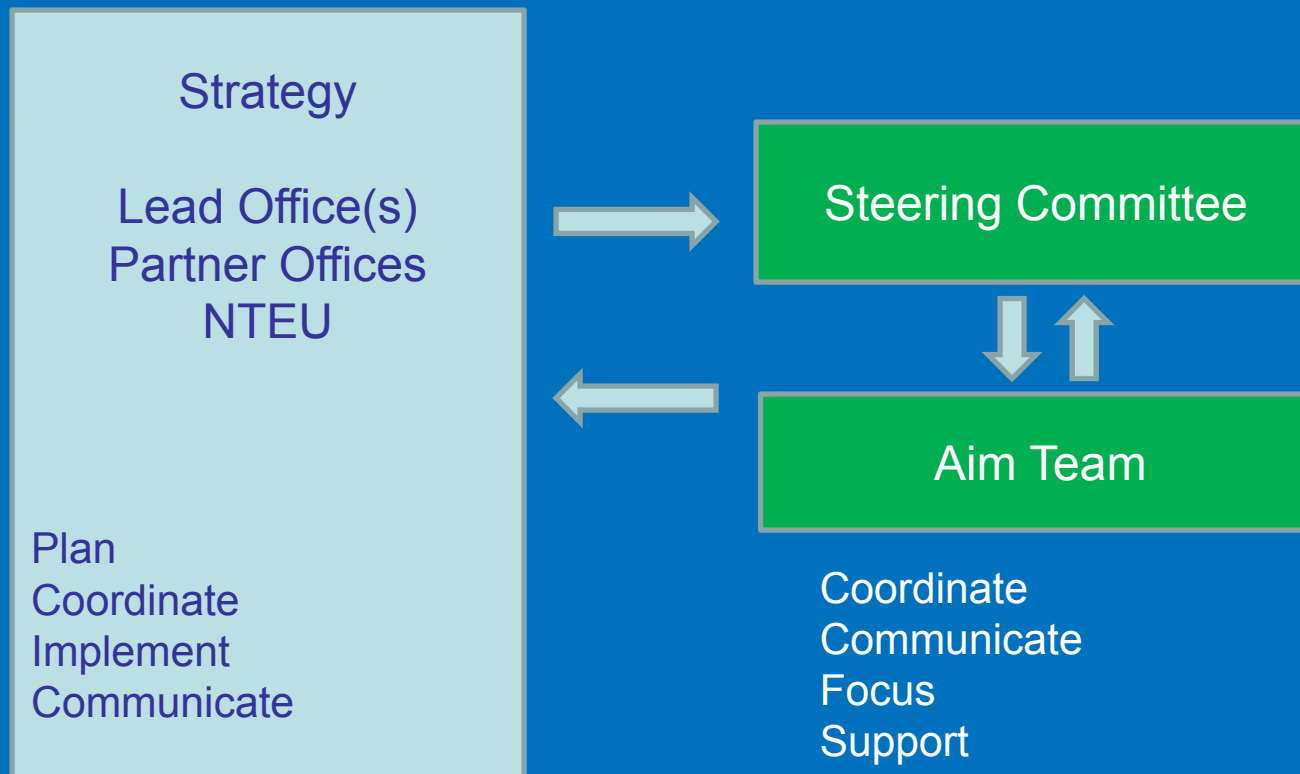 Strategy
Lead Office(s)
Partner Offices
NTEU
Plan
Coordinate
Implement
Communicate
Steering Committee
Aim Team
Coordinate
Communicate
Focus
Support